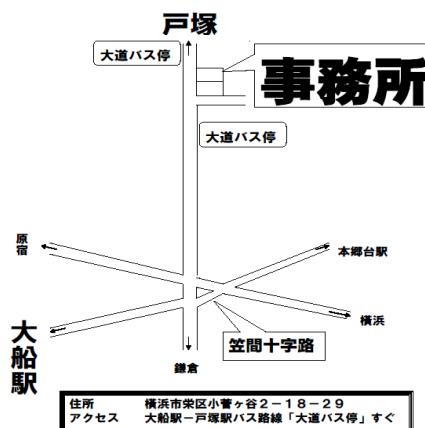 戸塚
大道バス停
事務所
大道バス停
原宿
本郷台駅
横浜
大船駅
笠間十字路
鎌倉
住所 横浜市栄区小菅ヶ谷2−18−29
アクセス 大船駅−戸塚駅バス路線「大道バス停」すぐ